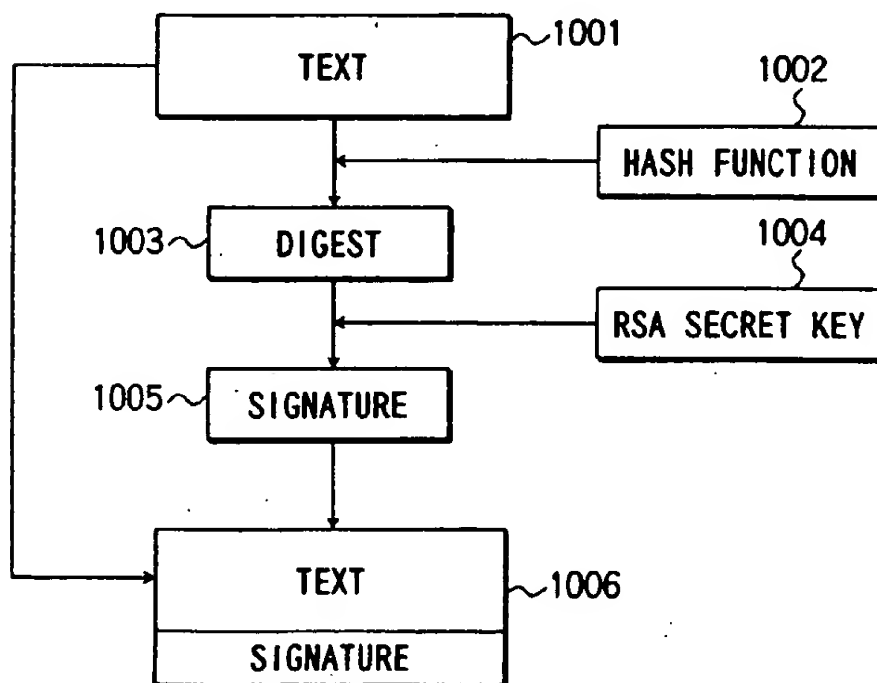 TEXT
1001
1002
HASH FUNCTION
1003
DIGEST
1004
RSA SECRET KEY
1005
SIGNATURE
TEXT
1006
SIGNATURE